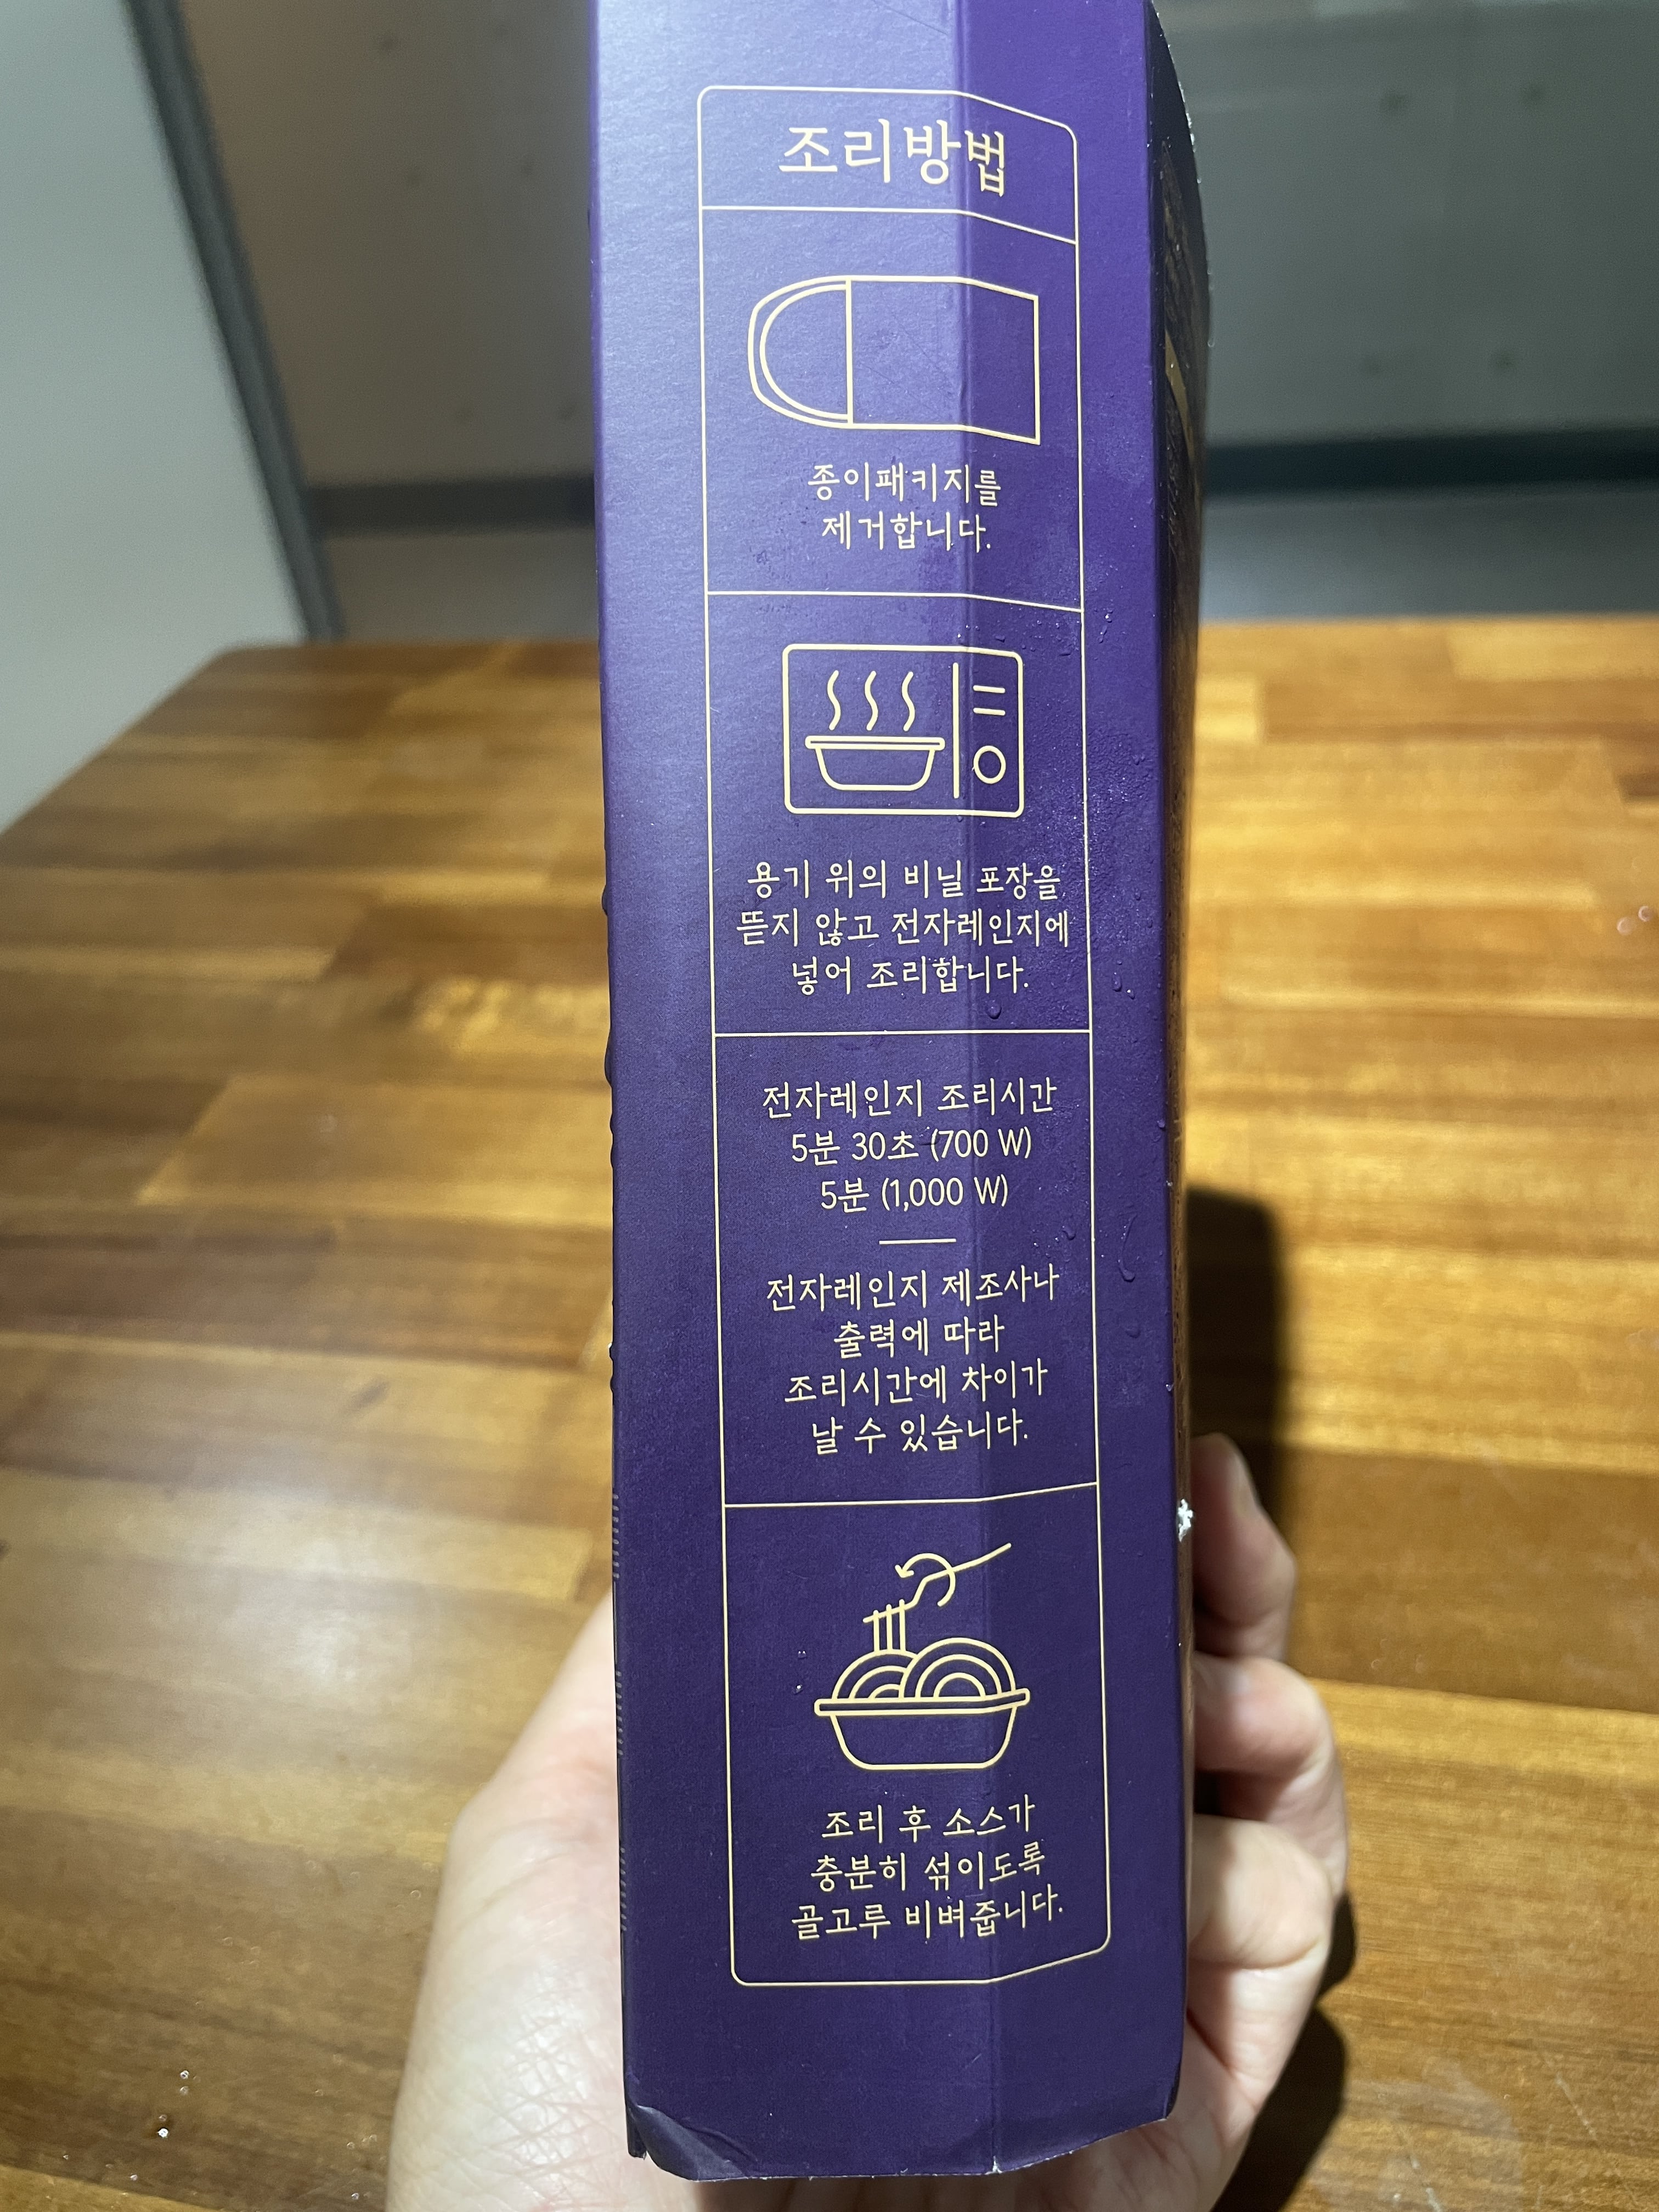 조리방법
종이패키지를
제거합니다.
용기 위의 비닐 포장을
뜯지 않고 전자레인지에
넣어 조리합니다.
전자레인지 조리시간
5분 30초 (700 W)
5분 (1,000 W)
전자레인지 제조사나
출력에 따라
조리시간에 차이가
날 수 있습니다.
조리 후 소스가
충분히 섞이도록
골고루 비벼줍니다.